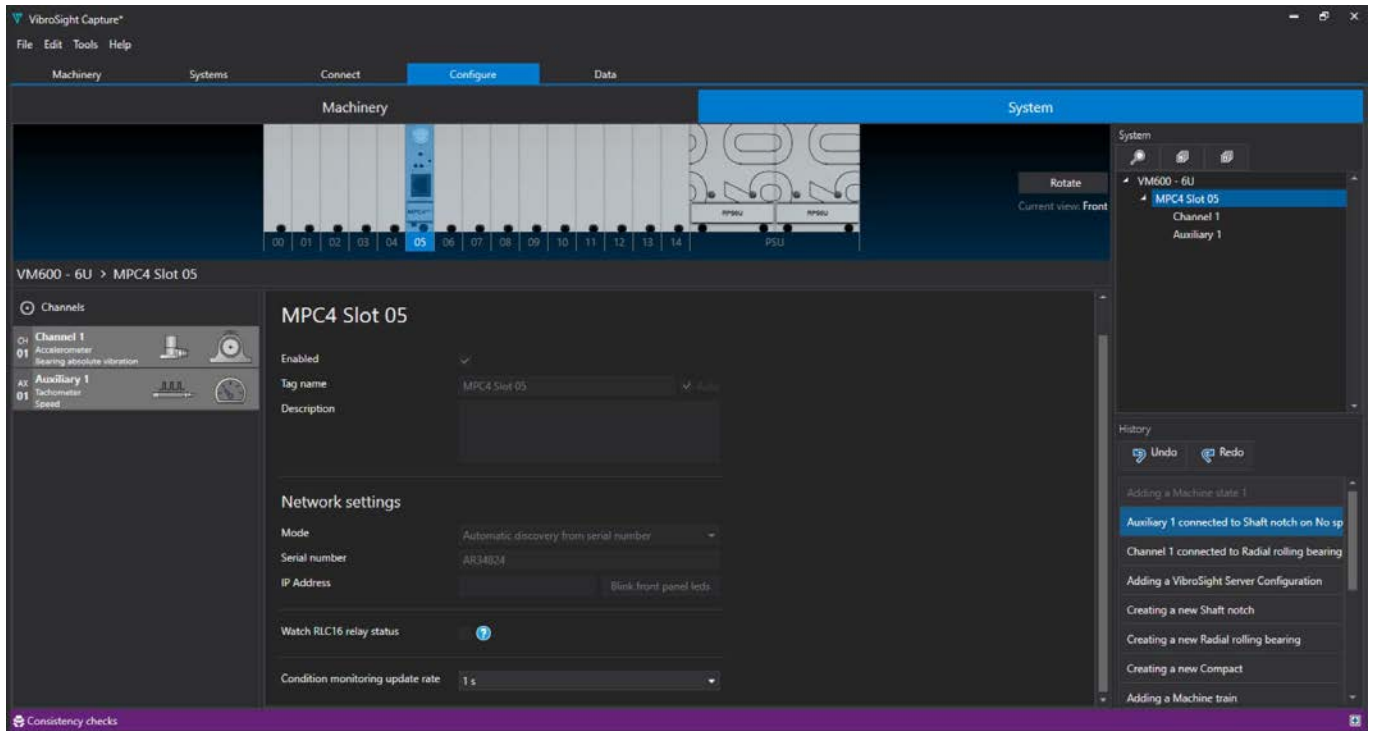 VibroSight Capture*
File Edit Tools Help
Machinery Systems Connect Configure Data
Machinery System
System
Rotate
Current view: Front
RPS6U RPS6U
00 01 02 03 04 05 06 07 08 09 10 11 12 13 14 PSU
VM600 - 6U
MPC4 Slot 05
Channel 1
Auxiliary 1
VM600 - 6U > MPC4 Slot 05
Channels
CH 01 Channel 1
Accelerometer
Bearing absolute vibration
AX 01 Auxiliary 1
Tachometer
Speed
MPC4 Slot 05
Enabled
Tag name MPC4 Slot 05 Auto
Description
Network settings
Mode Automatic discovery from serial number
Serial number AR34824
IP Address Blink front panel leds
Watch RLC16 relay status ?
Condition monitoring update rate 1 s
History
Undo Redo
Adding a Machine state 1
Auxiliary 1 connected to Shaft notch on No sp
Channel 1 connected to Radial rolling bearing
Adding a VibroSight Server Configuration
Creating a new Shaft notch
Creating a new Radial rolling bearing
Creating a new Compact
Adding a Machine train
Consistency checks